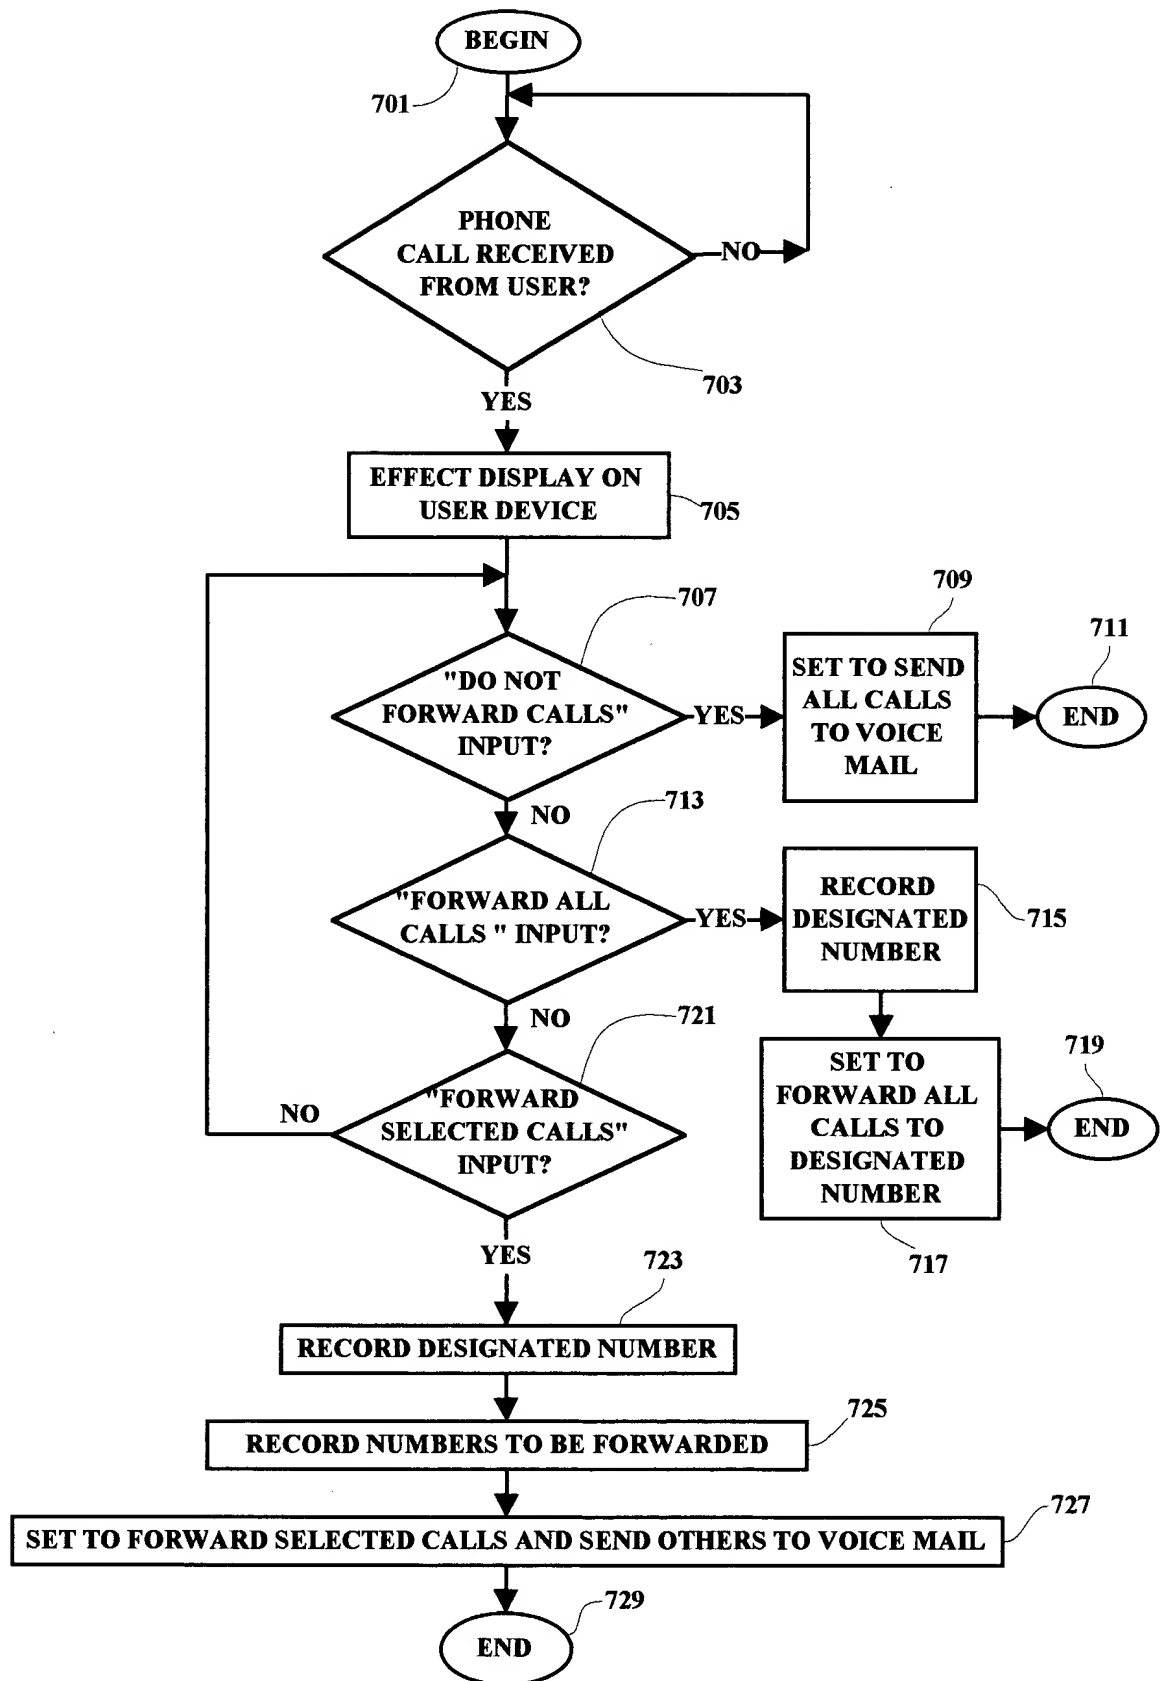 BEGIN
701
PHONE
CALL RECEIVED
FROM USER?
NO
703
YES
EFFECT DISPLAY ON
USER DEVICE
705
707
"DO NOT
FORWARD CALLS"
INPUT?
YES
709
SET TO SEND
ALL CALLS
TO VOICE
MAIL
711
END
NO
713
"FORWARD ALL
CALLS " INPUT?
YES
RECORD
DESIGNATED
NUMBER
715
NO
721
"FORWARD
SELECTED CALLS"
INPUT?
NO
SET TO
FORWARD ALL
CALLS TO
DESIGNATED
NUMBER
717
719
END
YES
723
RECORD DESIGNATED NUMBER
725
RECORD NUMBERS TO BE FORWARDED
727
SET TO FORWARD SELECTED CALLS AND SEND OTHERS TO VOICE MAIL
729
END